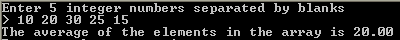 Enter 5 integer numbers separated by blanks
> 10 20 30 25 15
The average of the elements in the array is 20.00